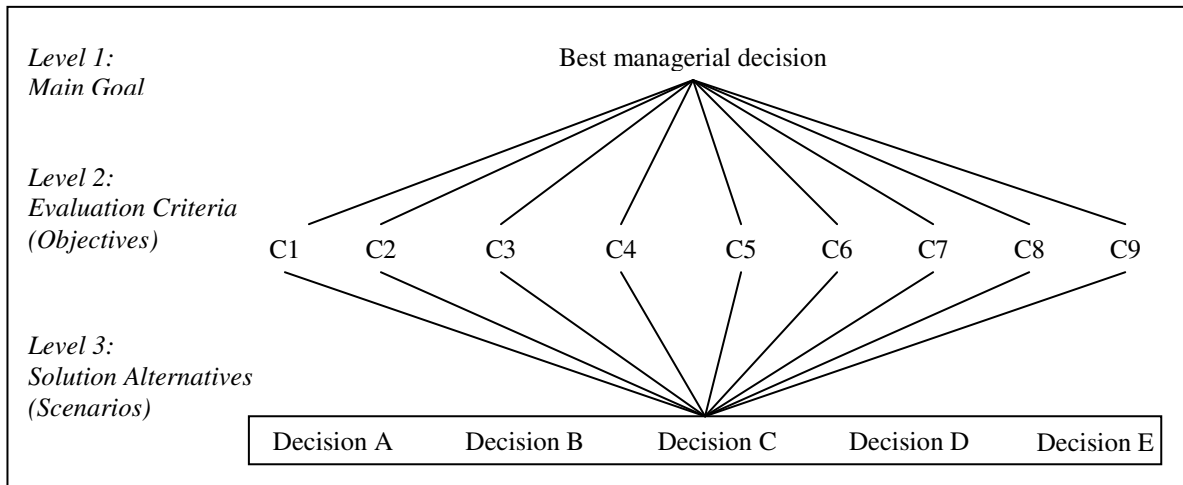 Level 1:
Main Goal
Best managerial decision
Level 2:
Evaluation Criteria
(Objectives)
C1 C2 C3 C4 C5 C6 C7 C8 C9
Level 3:
Solution Alternatives
(Scenarios)
Decision A Decision B Decision C Decision D Decision E